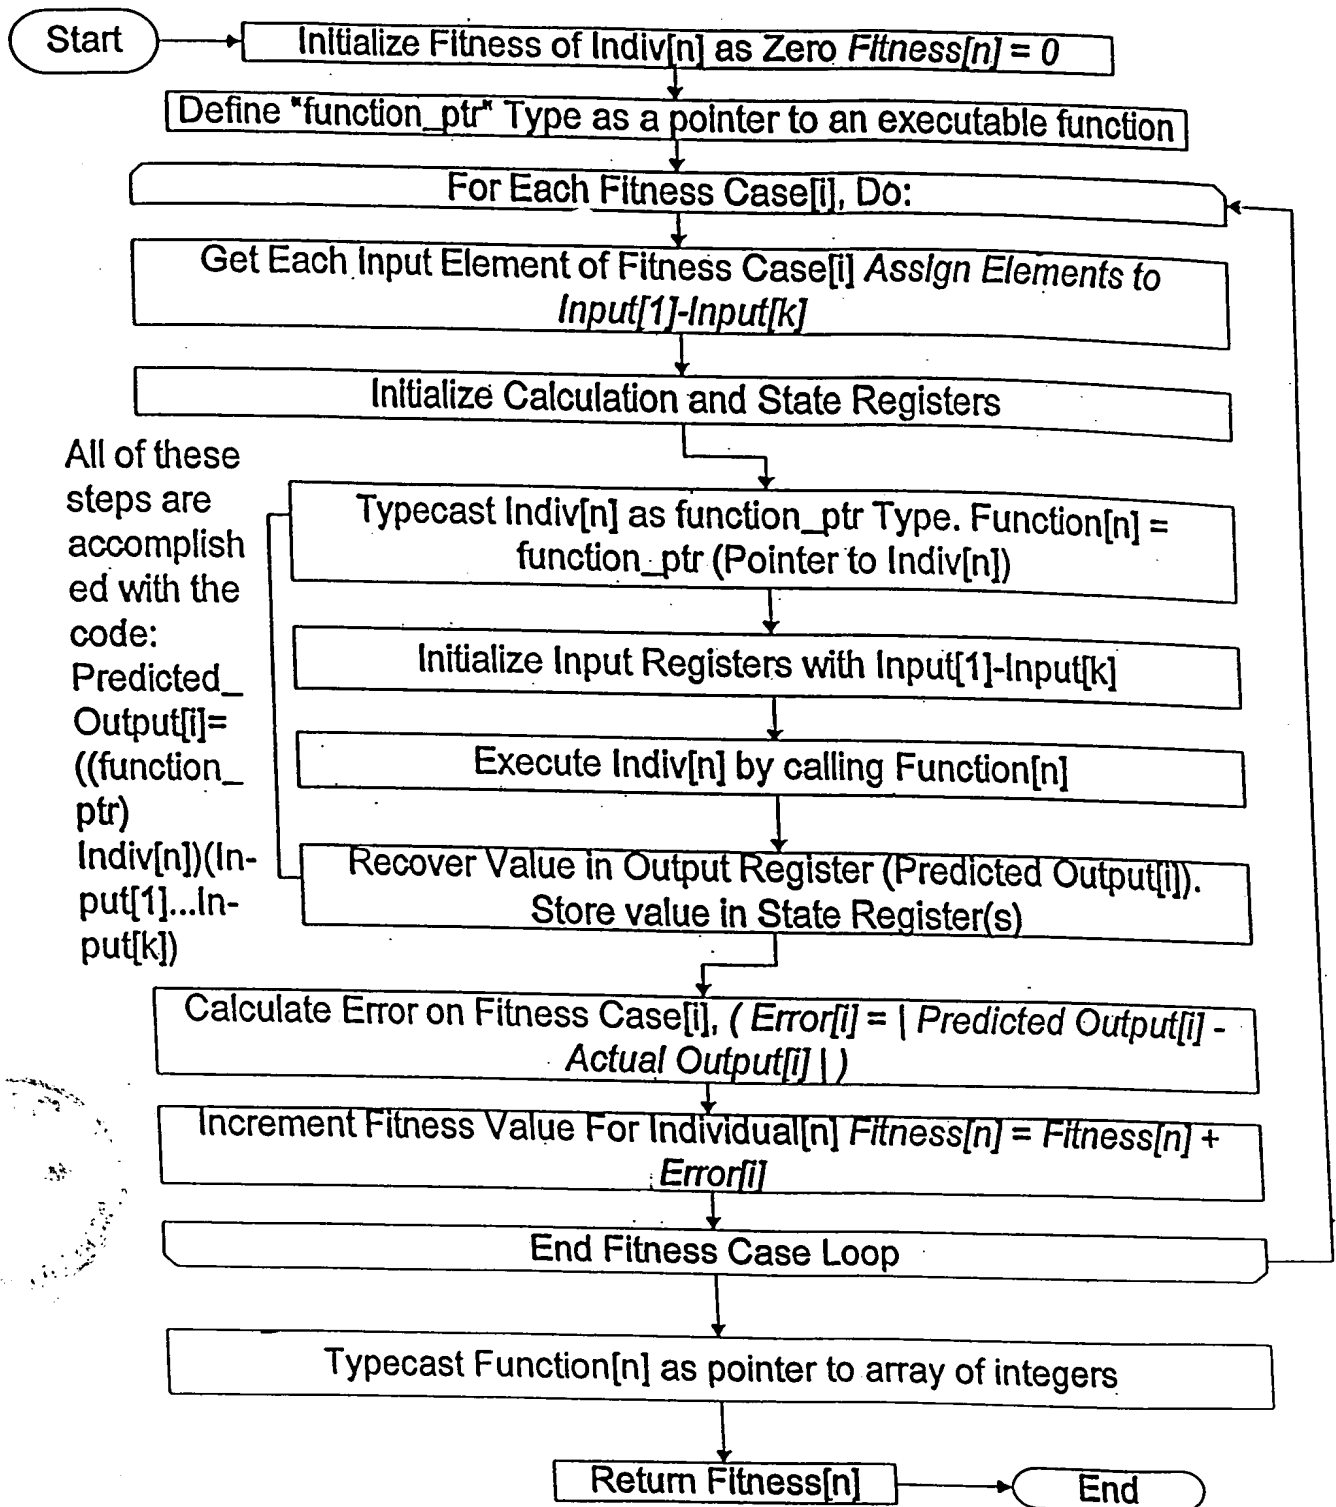 Start
Initialize Fitness of Indiv[n] as Zero Fitness[n] = 0
Define "function_ptr" Type as a pointer to an executable function
For Each Fitness Case[i], Do:
Get Each Input Element of Fitness Case[i] Assign Elements to
Input[1]-Input[k]
Initialize Calculation and State Registers
All of these
steps are
accomplish
ed with the
code:
Predicted_
Output[i]=
((function_
ptr)
Indiv[n])(In-
put[1]...In-
put[k])
Typecast Indiv[n] as function_ptr Type. Function[n] =
function_ptr (Pointer to Indiv[n])
Initialize Input Registers with Input[1]-Input[k]
Execute Indiv[n] by calling Function[n]
Recover Value in Output Register (Predicted Output[i]).
Store value in State Register(s)
Calculate Error on Fitness Case[i], ( Error[i] = | Predicted Output[i] -
Actual Output[i] | )
Increment Fitness Value For Individual[n] Fitness[n] = Fitness[n] +
Error[i]
End Fitness Case Loop
Typecast Function[n] as pointer to array of integers
Return Fitness[n]
End